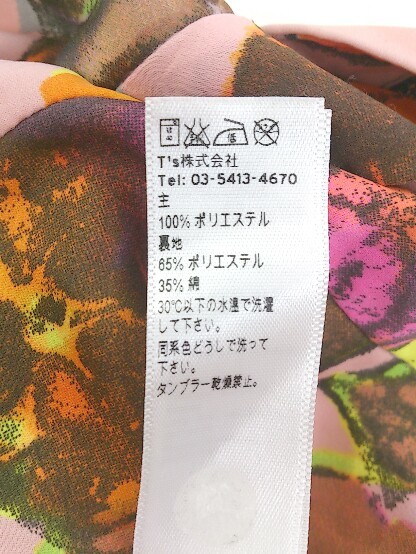 T's株式会社
Tel: 03-5413-4670
主
100% ポリエステル
裏地
65% ポリエステル
35% 綿
30℃以下の水温で洗濯
して下さい。
同系色どうしで洗って
下さい。
タンブラー乾燥禁止。